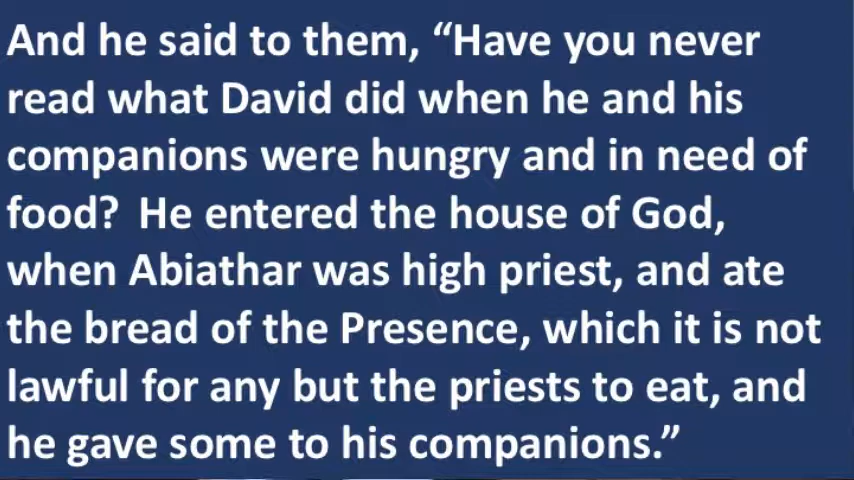 And he said to them, “Have you never
read what David did when he and his
companions were hungry and in need of
food?  He entered the house of God,
when Abiathar was high priest, and ate
the bread of the Presence, which it is not
lawful for any but the priests to eat, and
he gave some to his companions.”